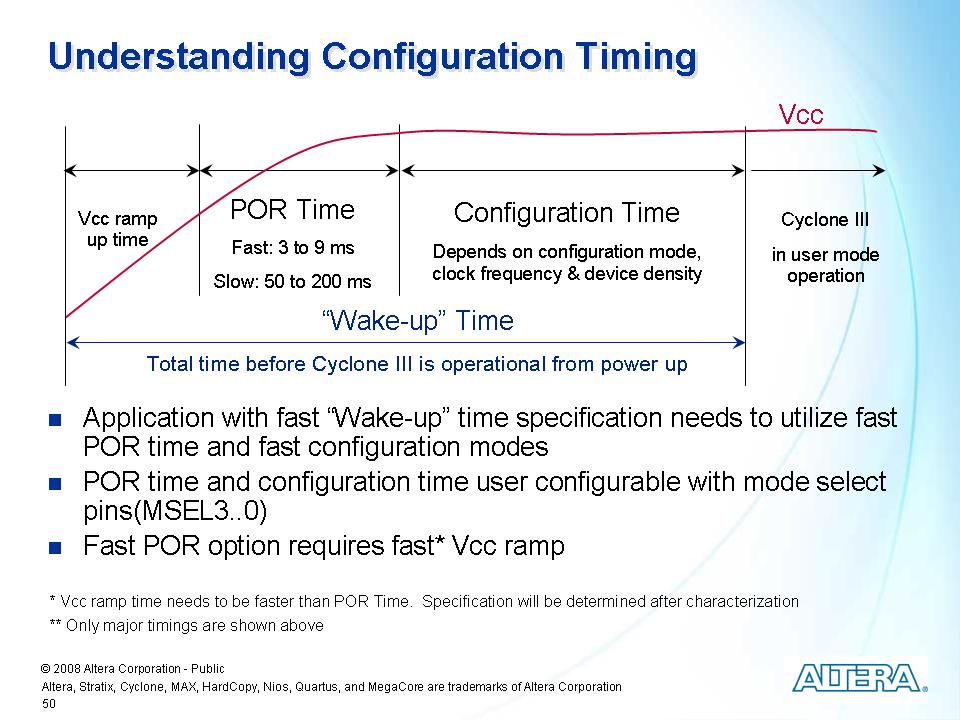 Understanding Configuration Timing
Vcc
Vcc ramp
up time
POR Time
Fast: 3 to 9 ms
Slow: 50 to 200 ms
Configuration Time
Depends on configuration mode,
clock frequency & device density
Cyclone III
in user mode
operation
“Wake-up” Time
Total time before Cyclone III is operational from power up
Application with fast “Wake-up” time specification needs to utilize fast
POR time and fast configuration modes
POR time and configuration time user configurable with mode select
pins(MSEL3..0)
Fast POR option requires fast* Vcc ramp
* Vcc ramp time needs to be faster than POR Time. Specification will be determined after characterization
** Only major timings are shown above
© 2008 Altera Corporation - Public
Altera, Stratix, Cyclone, MAX, HardCopy, Nios, Quartus, and MegaCore are trademarks of Altera Corporation
50
ALTERA®